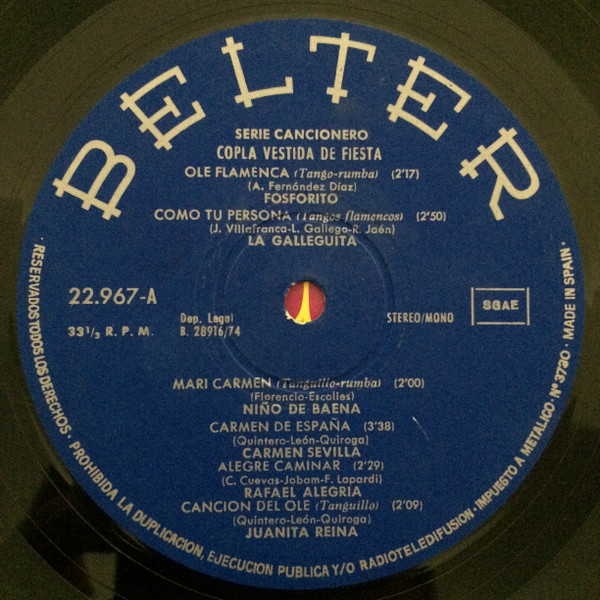 BELTER
SERIE CANCIONERO
COPLA VESTIDA DE FIESTA
OLE FLAMENCA (Tango-rumba) (2'17)
(A. Fernández Díaz)
FOSFORITO
COMO TU PERSONA (Tangos flamencos) (2'50)
(J. Villafranca-L. Gallego-R. Jaén)
LA GALLEGUITA
22.967-A
33 1/3 R. P. M.
Dep. Legal
B. 28916/74
STEREO/MONO
SGAE
MARI CARMEN (Tanguillo-rumba) (2'00)
(Florencio-Escolies)
NIÑO DE BAENA
CARMEN DE ESPAÑA (3'38)
(Quintero-León-Quiroga)
CARMEN SEVILLA
ALEGRE CAMINAR (2'29)
(C. Cuevas-Jobam-F. Lapardi)
RAFAEL ALEGRIA
CANCION DEL OLE (Tanguillo) (2'09)
(Quintero-León-Quiroga)
JUANITA REINA
· RESERVADOS TODOS LOS DERECHOS · PROHIBIDA LA DUPLICACION, EJECUCION PUBLICA Y/O RADIOTELEDIFUSION · IMPUESTO A METALICO · Nº 3730 · MADE IN SPAIN ·